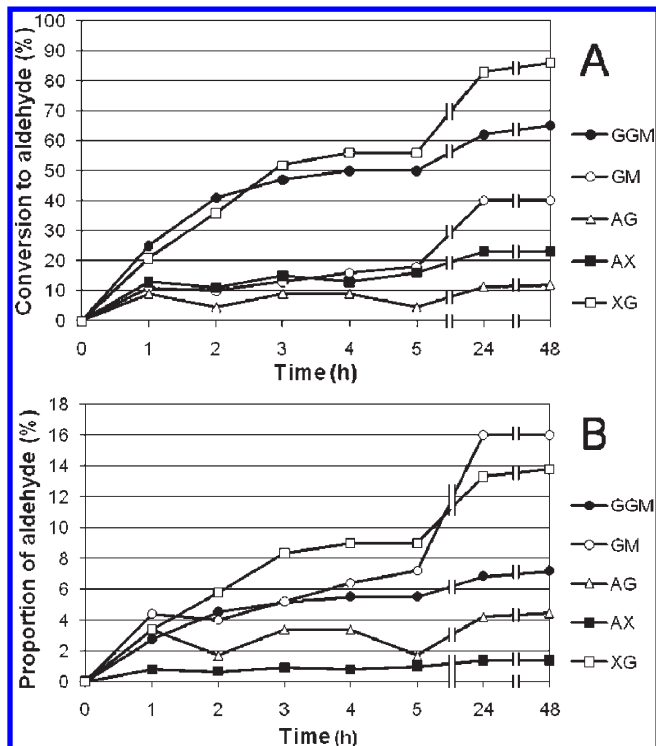 A
Conversion to aldehyde (%)
100
90
80
70
60
50
40
30
20
10
0
0 1 2 3 4 5 24 48
Time (h)
GGM
GM
AG
AX
XG
B
Proportion of aldehyde (%)
18
16
14
12
10
8
6
4
2
0
0 1 2 3 4 5 24 48
Time (h)
GGM
GM
AG
AX
XG